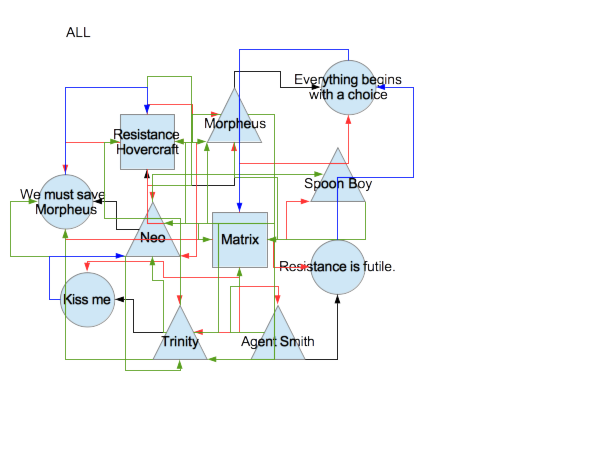 ALL
Everything begins
with a choice
Morpheus
Resistance
Hovercraft
Spoon Boy
We must save
Morpheus
Neo
Matrix
Resistance is futile.
Kiss me
Trinity
Agent Smith